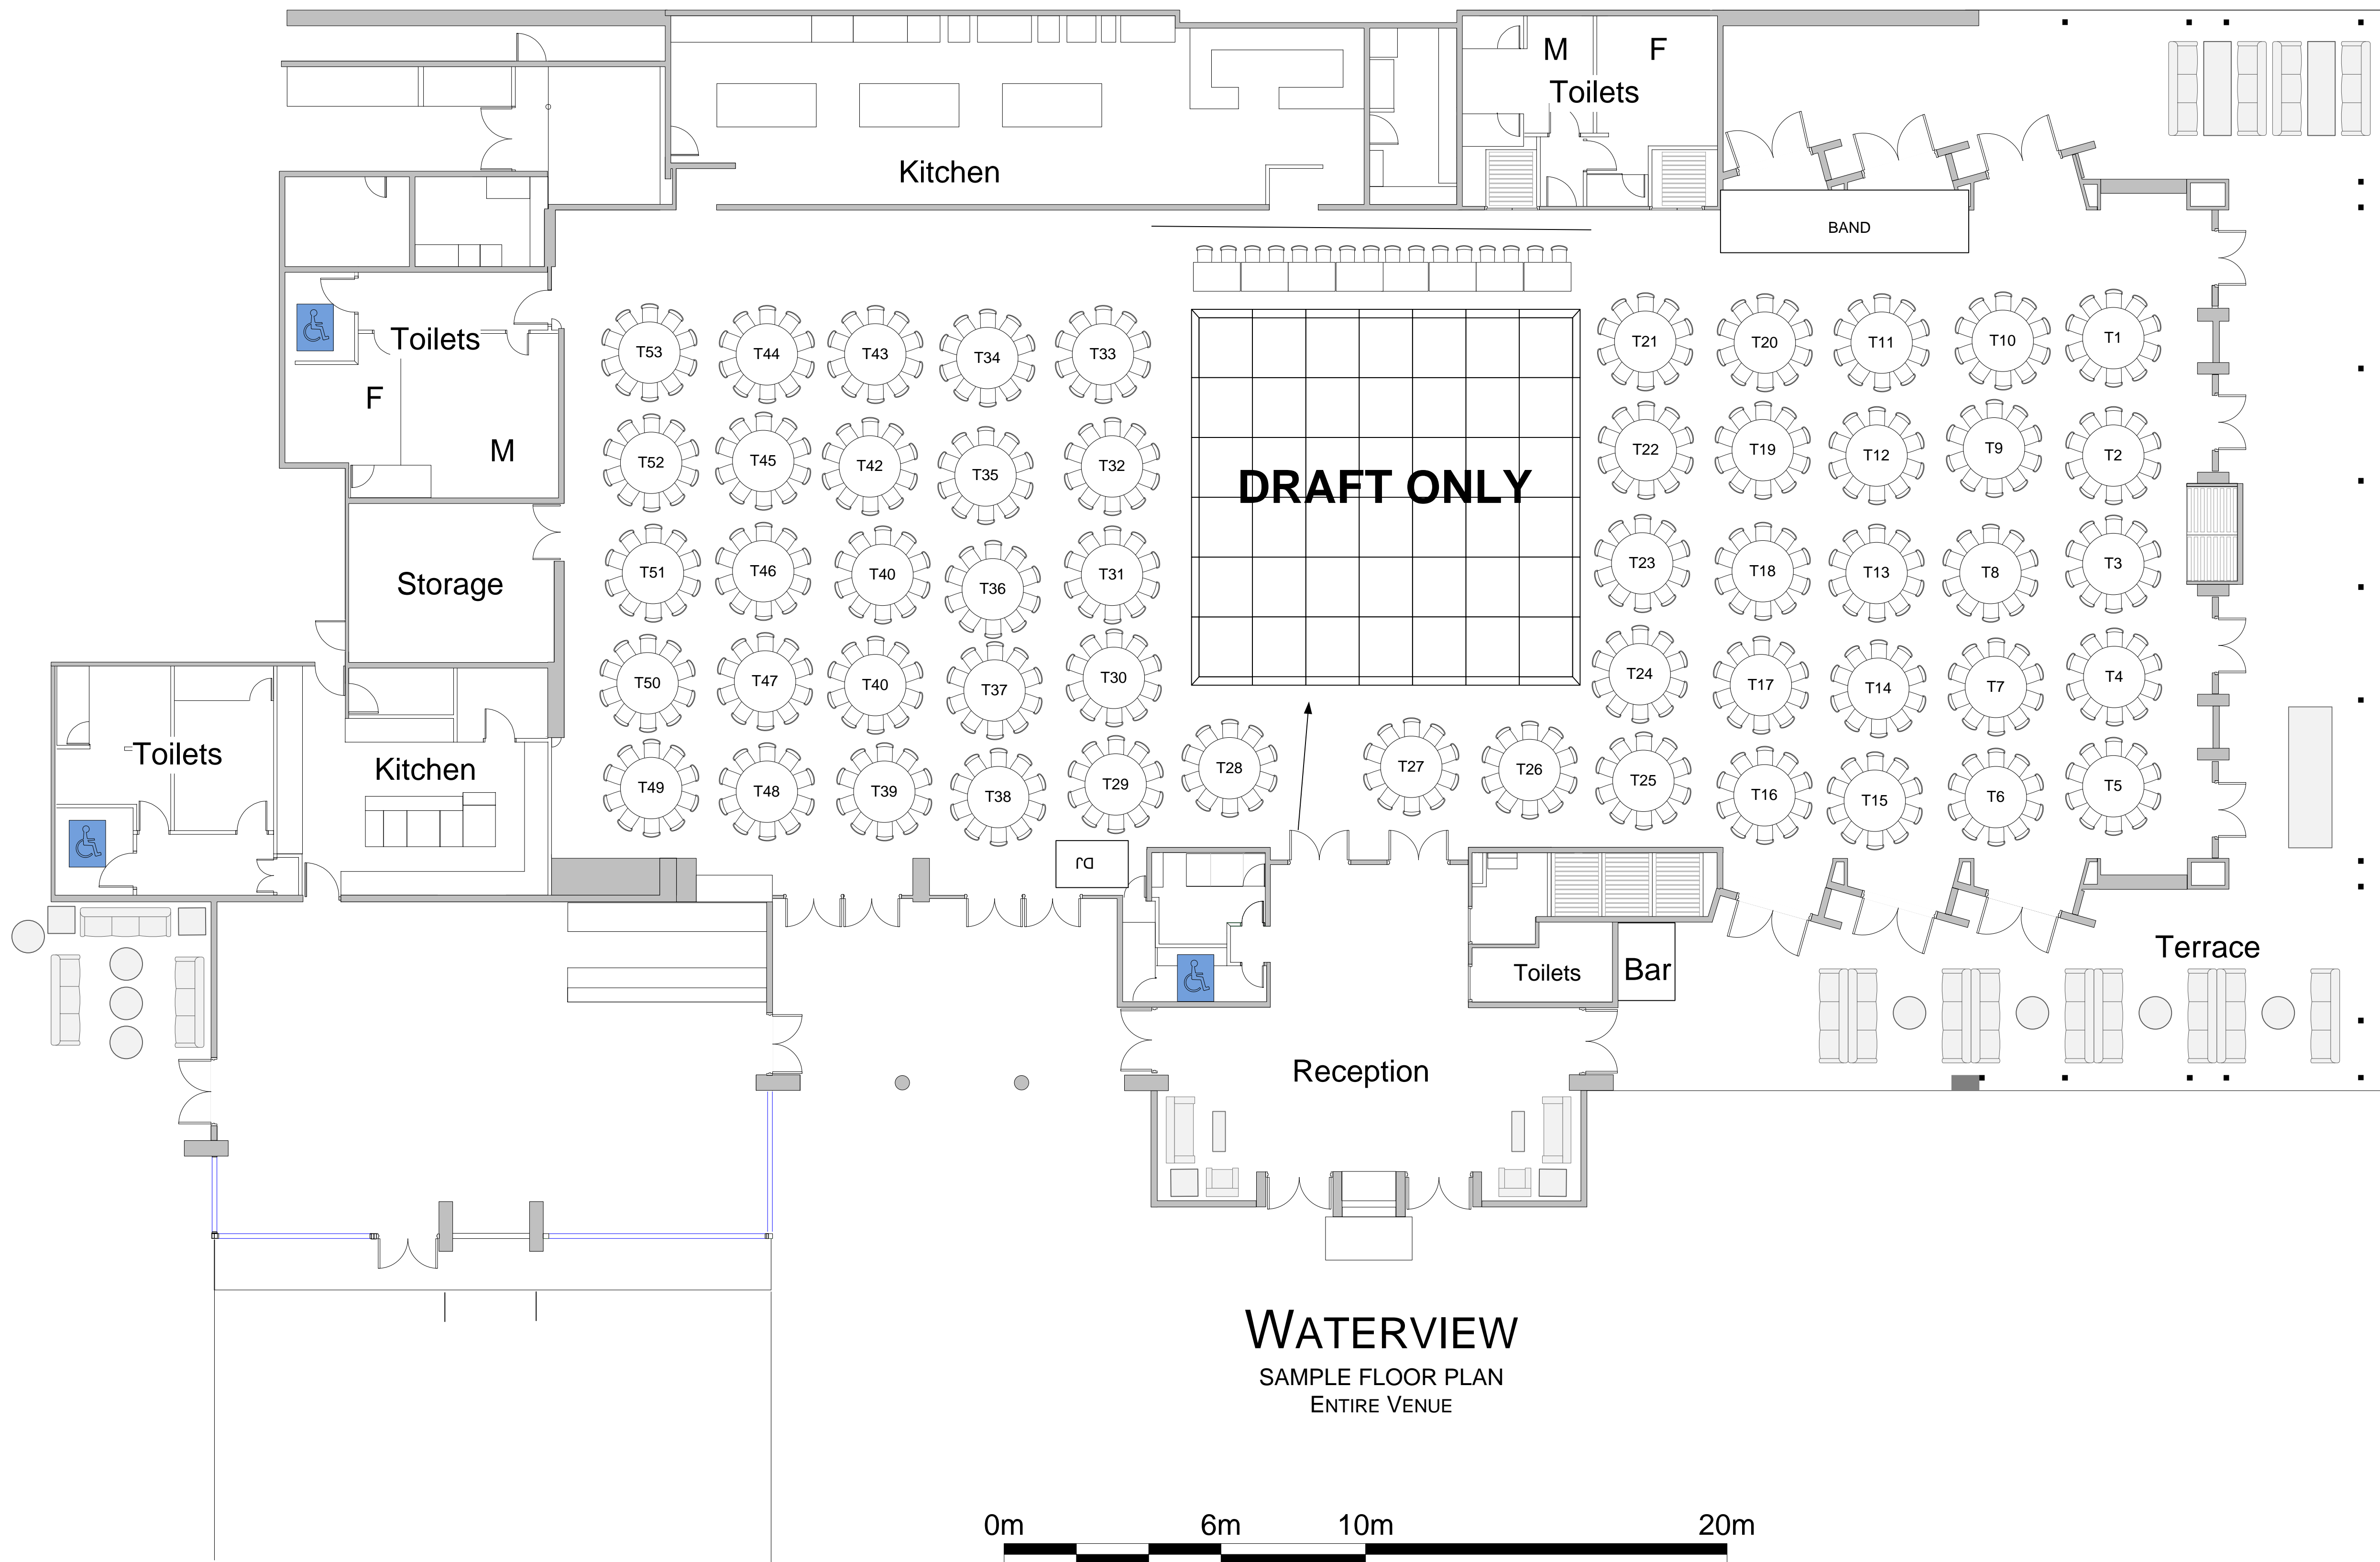 M
F
Toilets
Kitchen
BAND
Toilets
F
M
T53
T44
T43
T34
T33
T21
T20
T11
T10
T1
T52
T45
T42
T35
T32
DRAFT ONLY
T22
T19
T12
T9
T2
Storage
T51
T46
T40
T36
T31
T23
T18
T13
T8
T3
T50
T47
T40
T37
T30
T24
T17
T14
T7
T4
Toilets
Kitchen
T49
T48
T39
T38
T29
T28
T27
T26
T25
T16
T15
T6
T5
DJ
Toilets
Bar
Terrace
Reception
WATERVIEW
SAMPLE FLOOR PLAN
ENTIRE VENUE
0m 6m 10m 20m